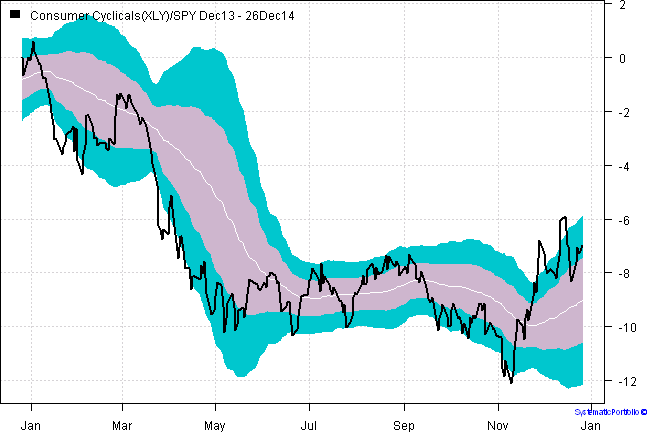 Consumer Cyclicals(XLY)/SPY Dec13 - 26Dec14
2
0
-2
-4
-6
-8
-10
-12
Jan Mar May Jul Sep Nov Jan
SystematicPortfolio ©